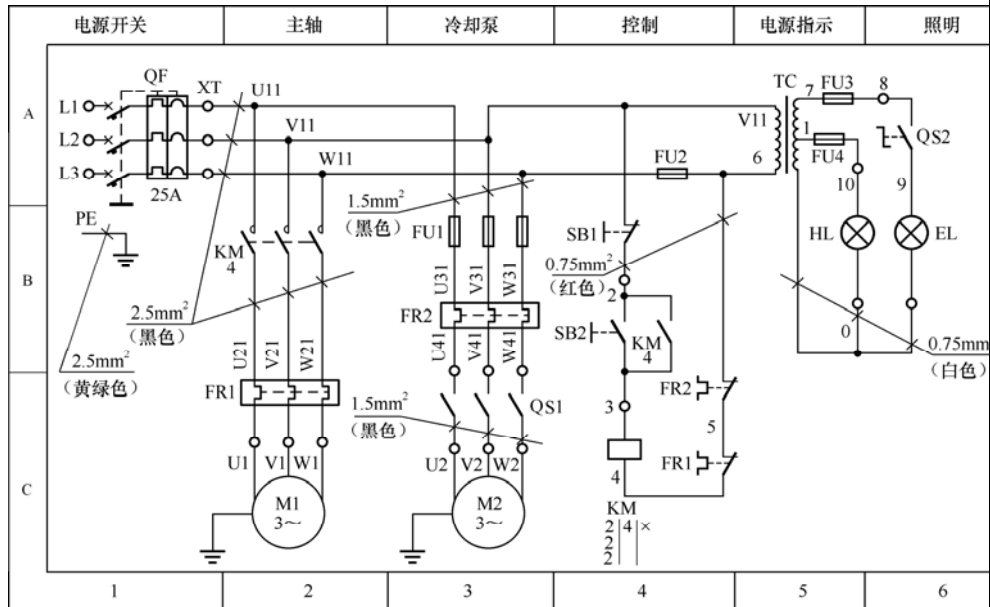 电源开关 主轴 冷却泵 控制 电源指示 照明
A
B
C
QF
XT
L1
L2
L3
25A
PE
U11
V11
W11
2.5mm²
(黑色)
2.5mm²
(黄绿色)
KM
4
U21
V21
W21
FR1
U1 V1 W1
M1
3～
1.5mm²
(黑色)
FU1
U31
V31
W31
FR2
U41
V41
W41
1.5mm²
(黑色)
QS1
U2 V2 W2
M2
3～
FU2
SB1
0.75mm²
(红色)
2
SB2
KM
4
3
4
FR2
5
FR1
KM
2 4 ×
2
2
TC
V11
6
7
FU3
8
1
FU4
QS2
10
9
HL
EL
0
0.75mm
(白色)
1 2 3 4 5 6